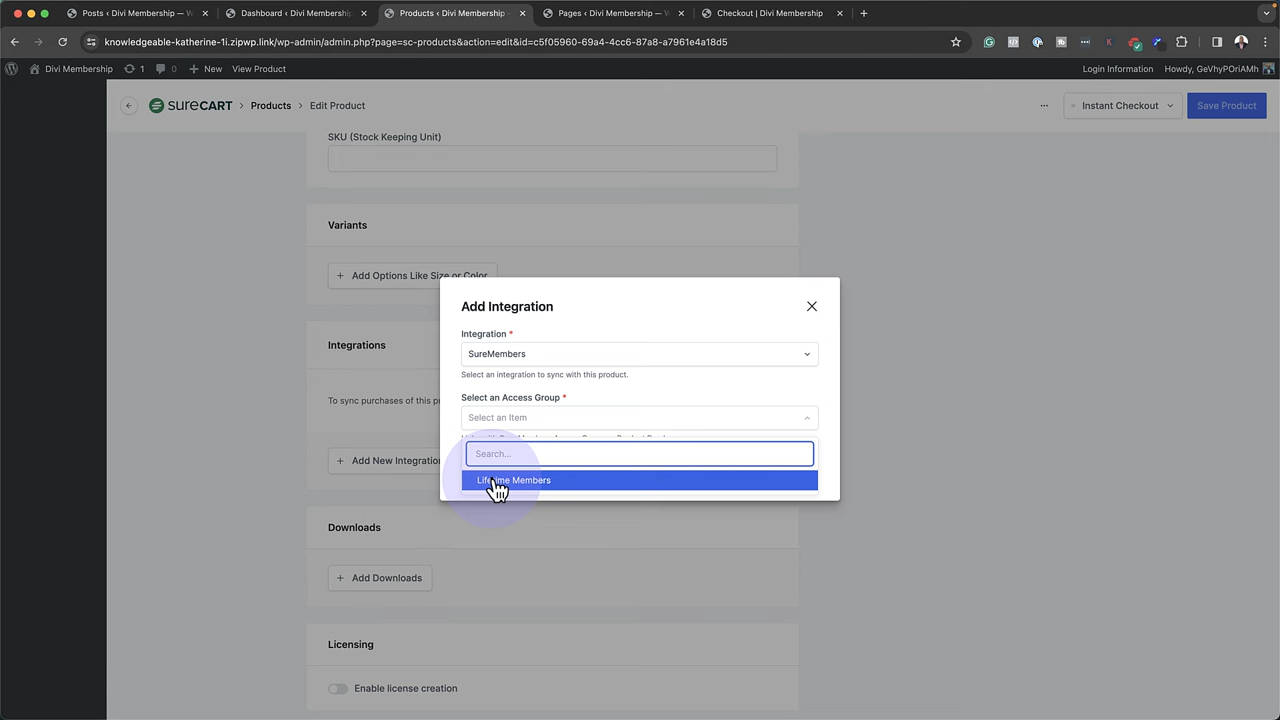 Posts ‹ Divi Membership — W
Dashboard ‹ Divi Membership
Products ‹ Divi Membership -
Pages ‹ Divi Membership — W
Checkout | Divi Membership
knowledgeable-katherine-1i.zipwp.link/wp-admin/admin.php?page=sc-products&action=edit&id=c5f05960-69a4-4cc6-87a8-a7961e4a18d5
Divi Membership 1 0 + New View Product
Login Information Howdy, GeVhyPOriAMh
SURECART > Products > Edit Product
... Instant Checkout Save Product
SKU (Stock Keeping Unit)
Variants
+ Add Options Like Size or Color
Add Integration
Integration *
SureMembers
Select an integration to sync with this product.
Select an Access Group *
Select an Item
Search...
Lifetime Members
Integrations
To sync purchases of this p
+ Add New Integration
Downloads
+ Add Downloads
Licensing
Enable license creation